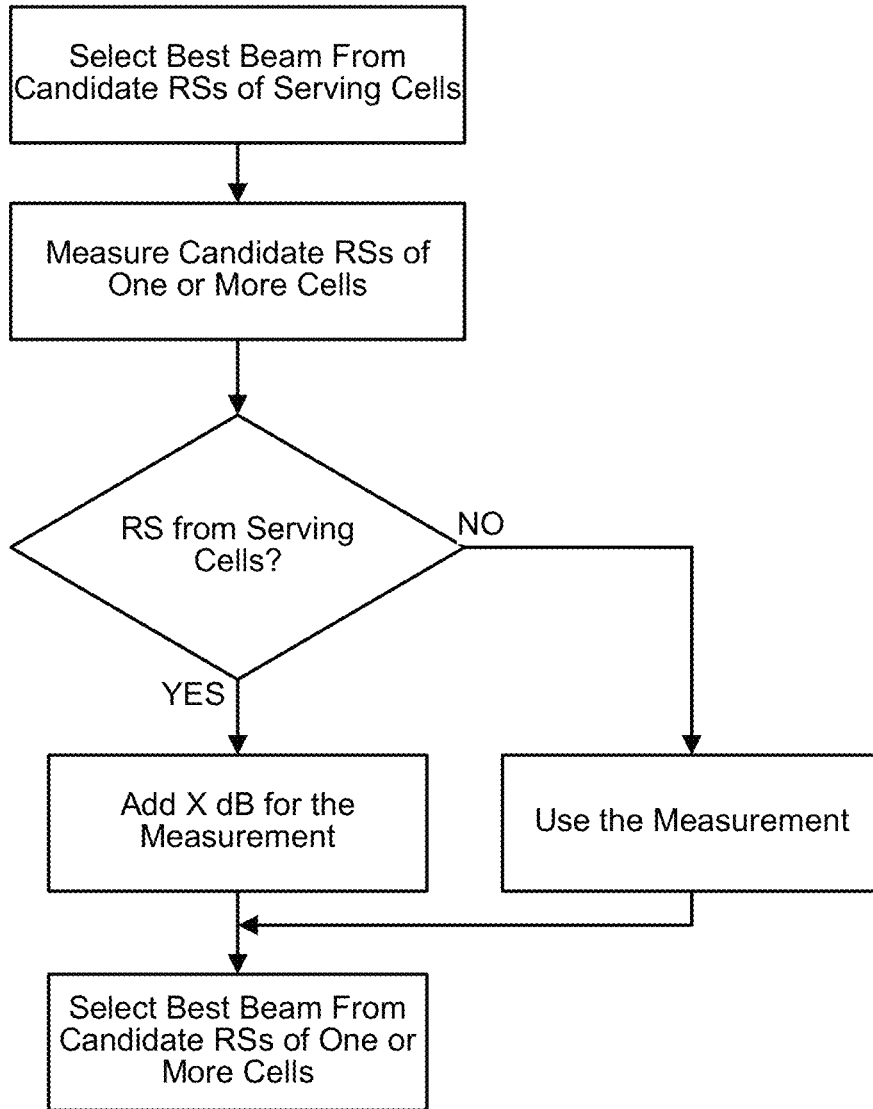 Select Best Beam From
Candidate RSs of Serving Cells
Measure Candidate RSs of
One or More Cells
RS from Serving
Cells?
NO
YES
Add X dB for the
Measurement
Use the Measurement
Select Best Beam From
Candidate RSs of One or
More Cells